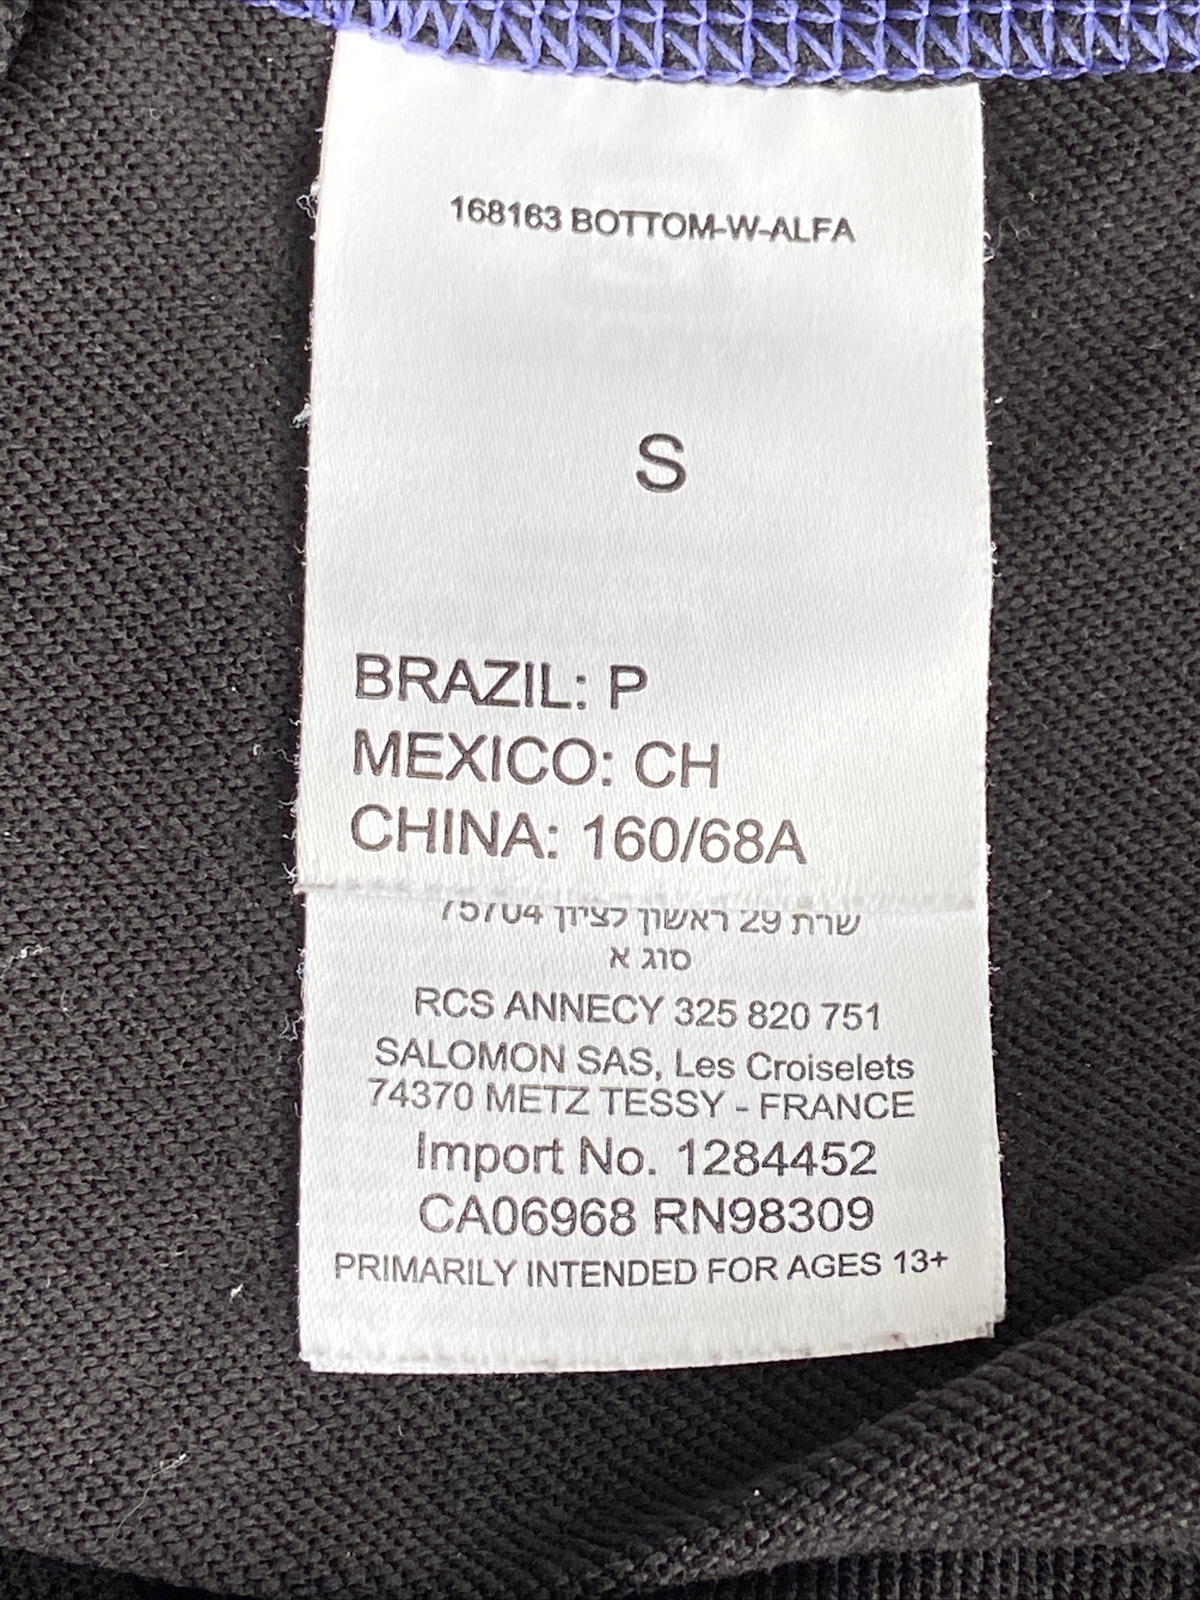 168163 BOTTOM-W-ALFA
S
BRAZIL: P
MEXICO: CH
CHINA: 160/68A
שרת 29 ראשון לציון 75704
סוג א
RCS ANNECY 325 820 751
SALOMON SAS, Les Croiselets
74370 METZ TESSY - FRANCE
Import No. 1284452
CA06968 RN98309
PRIMARILY INTENDED FOR AGES 13+